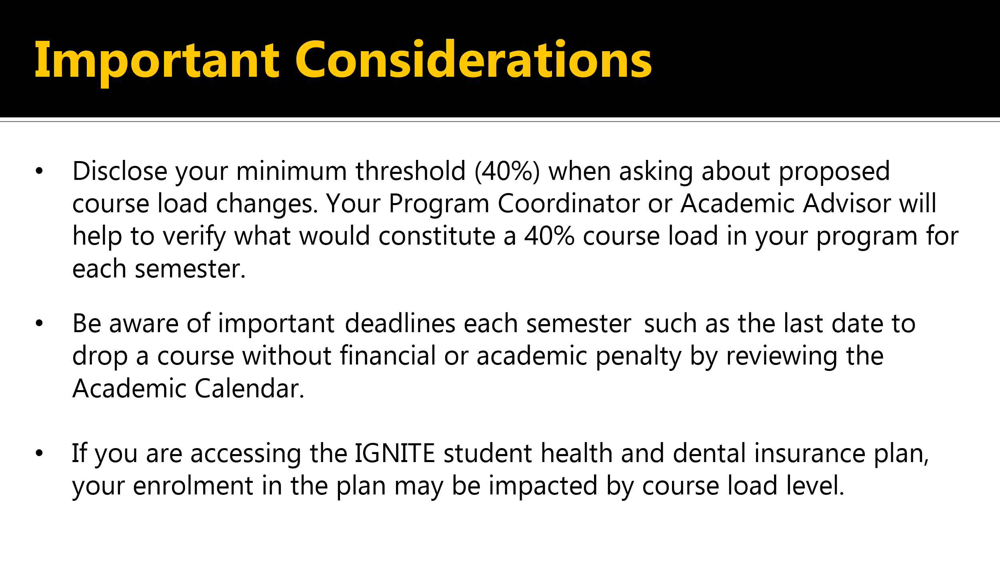 Important Considerations
• Disclose your minimum threshold (40%) when asking about proposed
course load changes. Your Program Coordinator or Academic Advisor will
help to verify what would constitute a 40% course load in your program for
each semester.
• Be aware of important deadlines each semester such as the last date to
drop a course without financial or academic penalty by reviewing the
Academic Calendar.
• If you are accessing the IGNITE student health and dental insurance plan,
your enrolment in the plan may be impacted by course load level.